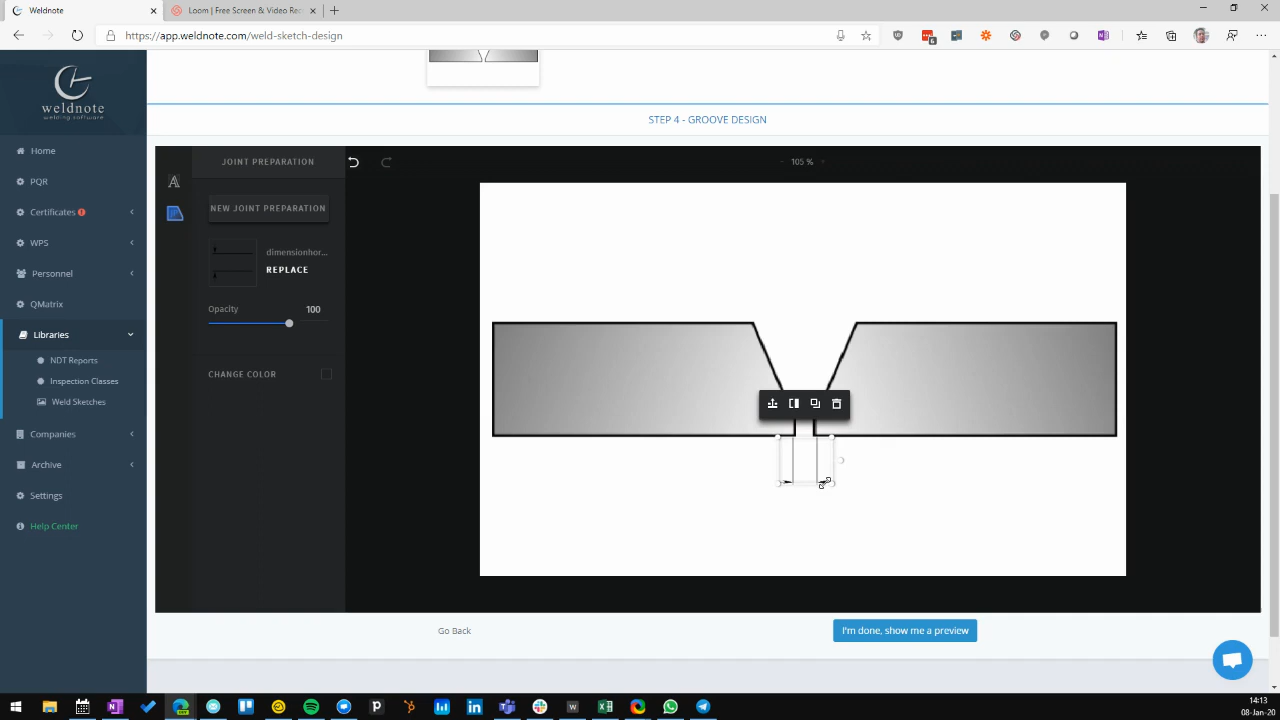 Weldnote
Loom | Free Screen & Video Rec
https://app.weldnote.com/weld-sketch-design
6
weldnote
welding.software
STEP 4 - GROOVE DESIGN
Home
PQR
Certificates
WPS
Personnel
QMatrix
Libraries
NDT Reports
Inspection Classes
Weld Sketches
Companies
Archive
Settings
Help Center
JOINT PREPARATION
NEW JOINT PREPARATION
dimensionhor...
REPLACE
Opacity
100
CHANGE COLOR
105 %
Go Back
I'm done, show me a preview
14:13
08-Jan-20